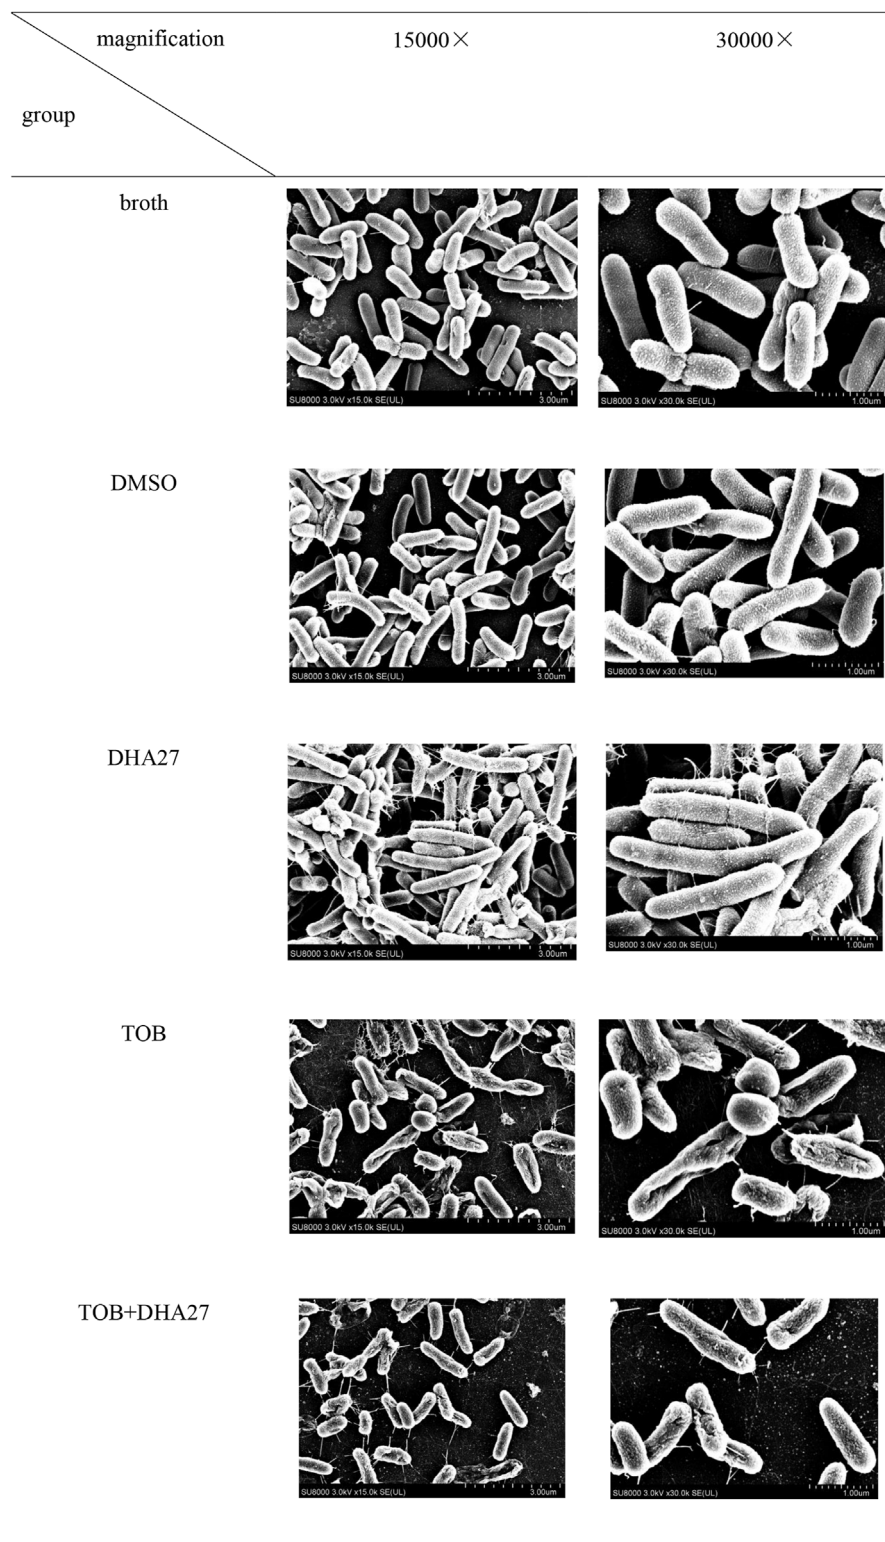 magnification 15000× 30000×
group
broth
SU8000 3.0kV x15.0k SE(UL) 3.00um
SU8000 3.0kV x30.0k SE(UL) 1.00um
DMSO
SU8000 3.0kV x15.0k SE(UL) 3.00um
SU8000 3.0kV x30.0k SE(UL) 1.00um
DHA27
SU8000 3.0kV x15.0k SE(UL) 3.00um
SU8000 3.0kV x30.0k SE(UL) 1.00um
TOB
SU8000 3.0kV x15.0k SE(UL) 3.00um
SU8000 3.0kV x30.0k SE(UL) 1.00um
TOB+DHA27
SU8000 3.0kV x15.0k SE(UL) 3.00um
SU8000 3.0kV x30.0k SE(UL) 1.00um